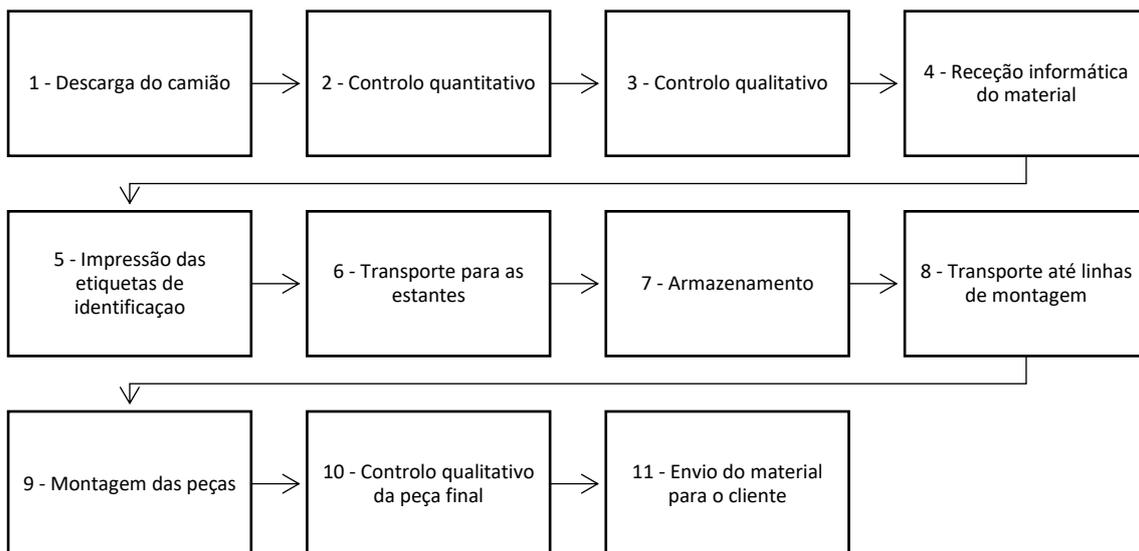 1 - Descarga do camião
2 - Controlo quantitativo
3 - Controlo qualitativo
4 - Receção informática
do material
5 - Impressão das
etiquetas de
identificaçao
6 - Transporte para as
estantes
7 - Armazenamento
8 - Transporte até linhas
de montagem
9 - Montagem das peças
10 - Controlo qualitativo
da peça final
11 - Envio do material
para o cliente